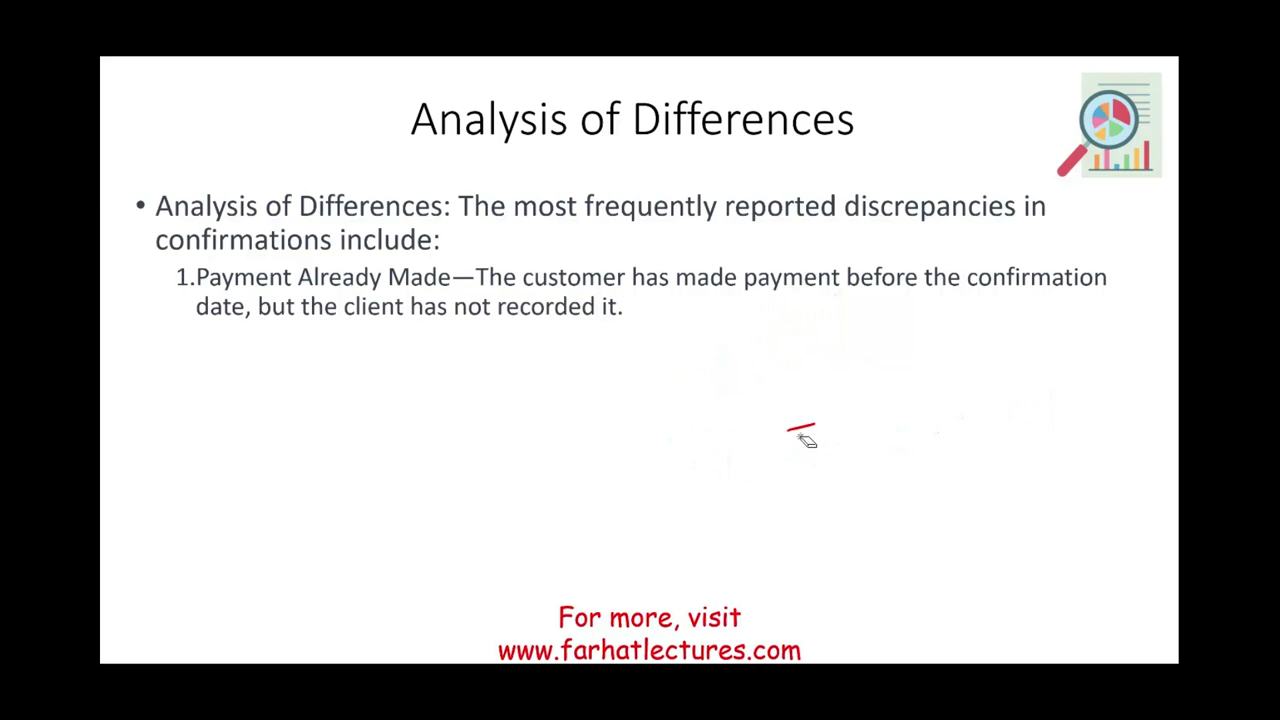 Analysis of Differences
• Analysis of Differences: The most frequently reported discrepancies in
confirmations include:
1.Payment Already Made—The customer has made payment before the confirmation
date, but the client has not recorded it.
For more, visit
www.farhatlectures.com